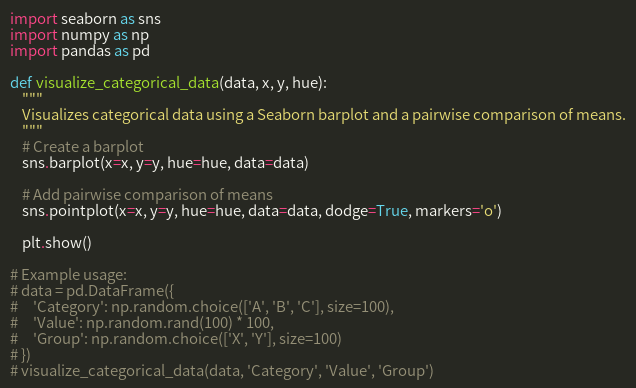 import seaborn as sns
import numpy as np
import pandas as pd

def visualize_categorical_data(data, x, y, hue):
    """
    Visualizes categorical data using a Seaborn barplot and a pairwise comparison of means.
    """
    # Create a barplot
    sns.barplot(x=x, y=y, hue=hue, data=data)

    # Add pairwise comparison of means
    sns.pointplot(x=x, y=y, hue=hue, data=data, dodge=True, markers='o')

    plt.show()

# Example usage:
# data = pd.DataFrame({
#     'Category': np.random.choice(['A', 'B', 'C'], size=100),
#     'Value': np.random.rand(100) * 100,
#     'Group': np.random.choice(['X', 'Y'], size=100)
# })
# visualize_categorical_data(data, 'Category', 'Value', 'Group')